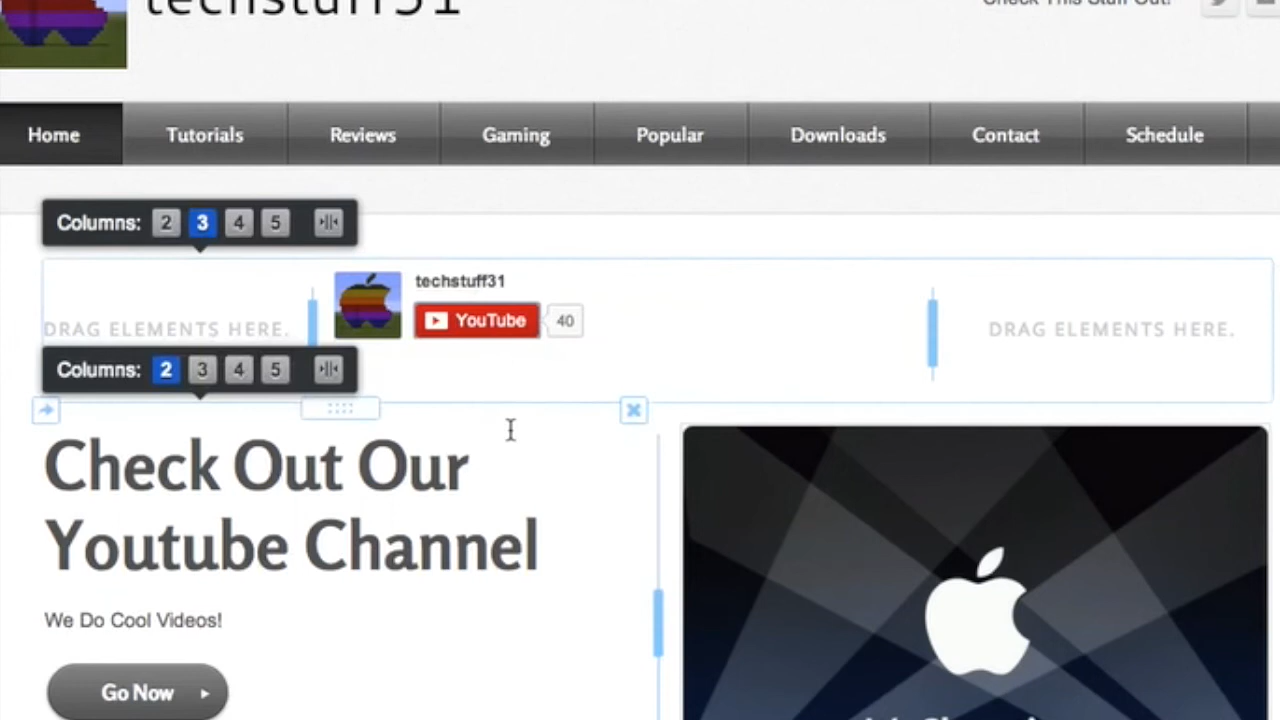 techstuff31
Check This Stuff Out!
Home Tutorials Reviews Gaming Popular Downloads Contact Schedule
Columns: 2 3 4 5
techstuff31
YouTube 40
DRAG ELEMENTS HERE.
DRAG ELEMENTS HERE.
Columns: 2 3 4 5
Check Out Our
Youtube Channel
We Do Cool Videos!
Go Now